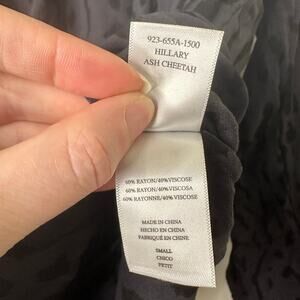 923-655A-1500
HILLARY
ASH CHEETAH
60% RAYON/40%VISCOSE
60% RAYON/40%VISCOSA
60% RAYONNE/40% VISCOSE
MADE IN CHINA
HECHO EN CHINA
FABRIQUÉ EN CHINE
SMALL
CHICO
PETIT